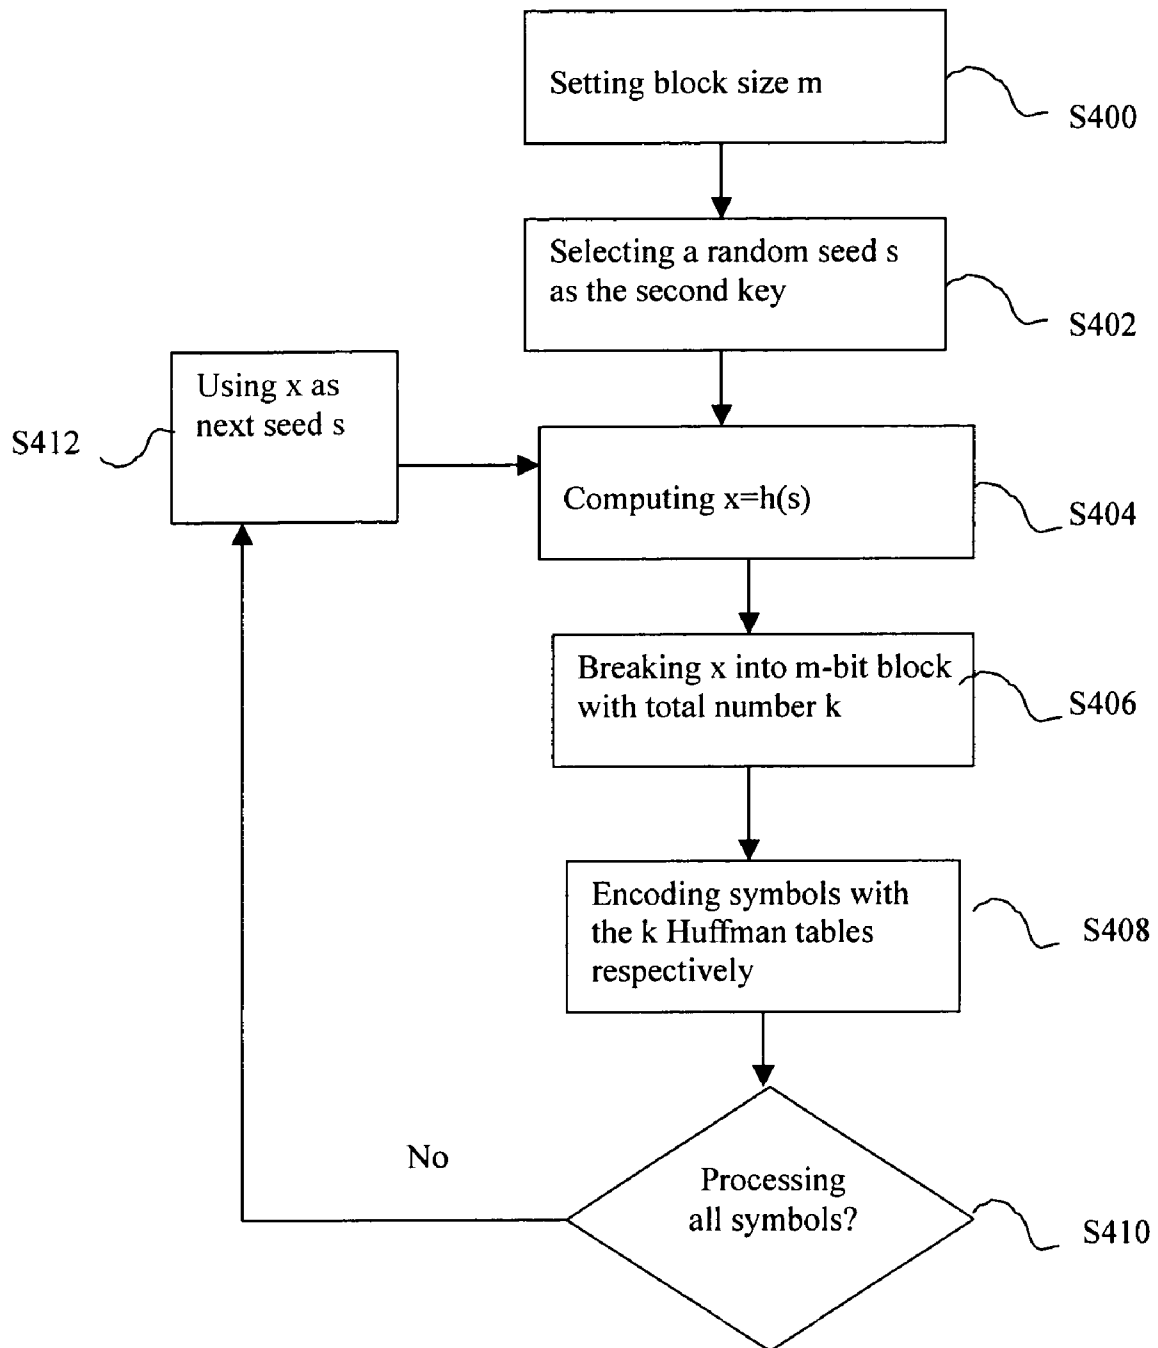 Setting block size m
S400
Selecting a random seed s
as the second key
S402
Using x as
next seed s
S412
Computing x=h(s)
S404
Breaking x into m-bit block
with total number k
S406
Encoding symbols with
the k Huffman tables
respectively
S408
No
Processing
all symbols?
S410